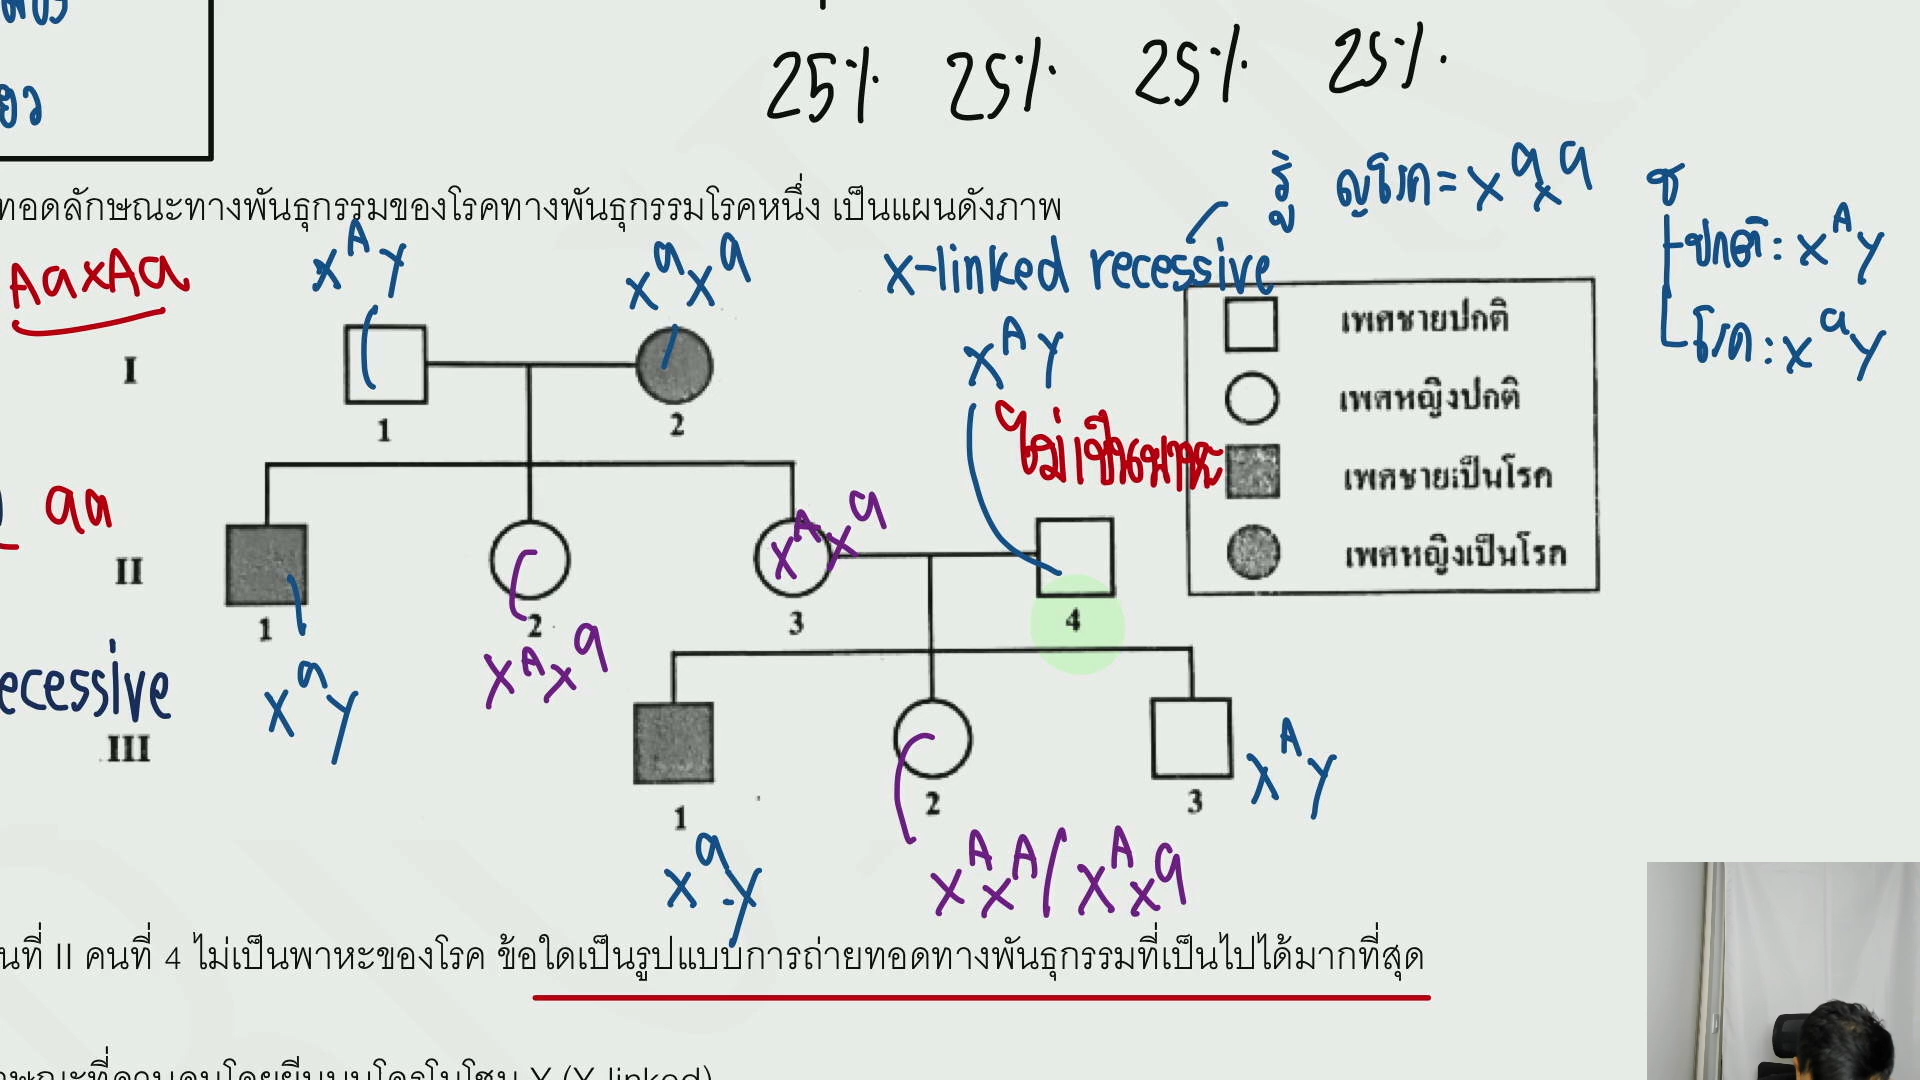 25% 25% 25% 25%
ทอดลักษณะทางพันธุกรรมของโรคทางพันธุกรรมโรคหนึ่ง เป็นแผนดังภาพ
รู้ ญโรค = XᵃXᵃ
ช
ปกติ : XᴬY
โรค : XᵃY
AaxAa
XᴬY
XᵃXᵃ
X-linked recessive
XᴬY
ไม่เป็นพาหะ
เพศชายปกติ
เพศหญิงปกติ
เพศชายเป็นโรค
เพศหญิงเป็นโรค
I
1
2
aa
XᴬXᵃ
II
1
2
3
4
XᵃY
XᴬXᵃ
ecessive
III
1
2
3
XᴬY
XᵃY
XᴬXᴬ/XᴬXᵃ
นที่ II คนที่ 4 ไม่เป็นพาหะของโรค ข้อใดเป็นรูปแบบการถ่ายทอดทางพันธุกรรมที่เป็นไปได้มากที่สุด